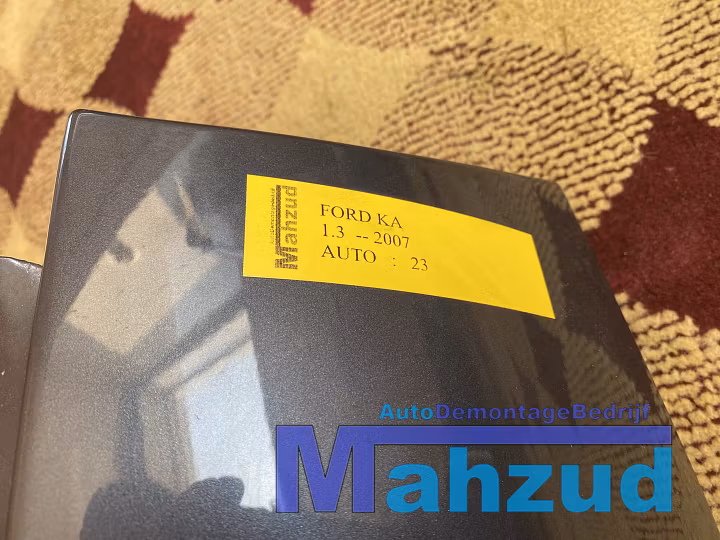 Mahzud
FORD KA
1.3 -- 2007
AUTO : 23
AutoDemontageBedrijf
Mahzud